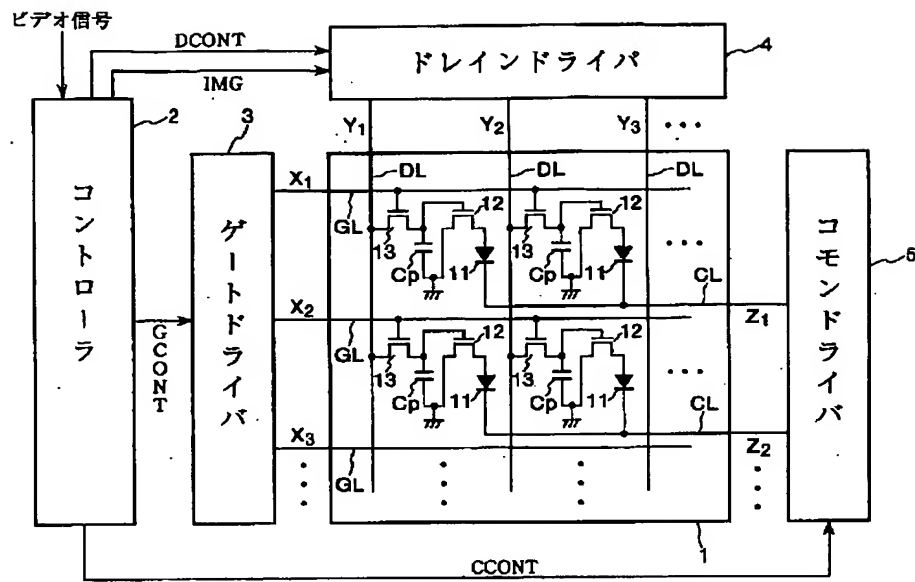 ビデオ信号
DCONT
IMG
ドレインドライバ
4
2
3
Y1
Y2
Y3
コントローラ
ゲートドライバ
コモンドライバ
5
X1
DL
DL
DL
GL
13
Cp
12
11
13
Cp
12
11
CL
Z1
GCONT
X2
GL
13
Cp
12
11
13
Cp
12
11
CL
Z2
X3
GL
1
CCONT